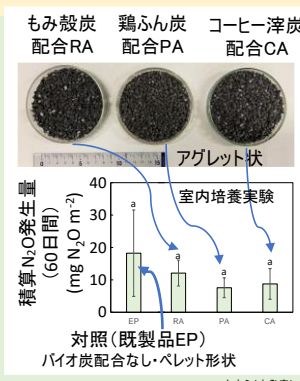 もみ殻炭
配合RA
鶏ふん炭
配合PA
コーヒー滓炭
配合CA
アグレット状
室内培養実験
積算N₂O発生量
(60日間)
(mg N₂O m⁻²)
40
30
20
10
0
a
a
a
a
EP
RA
PA
CA
対照(既製品EP)
バイオ炭配合なし・ペレット形状